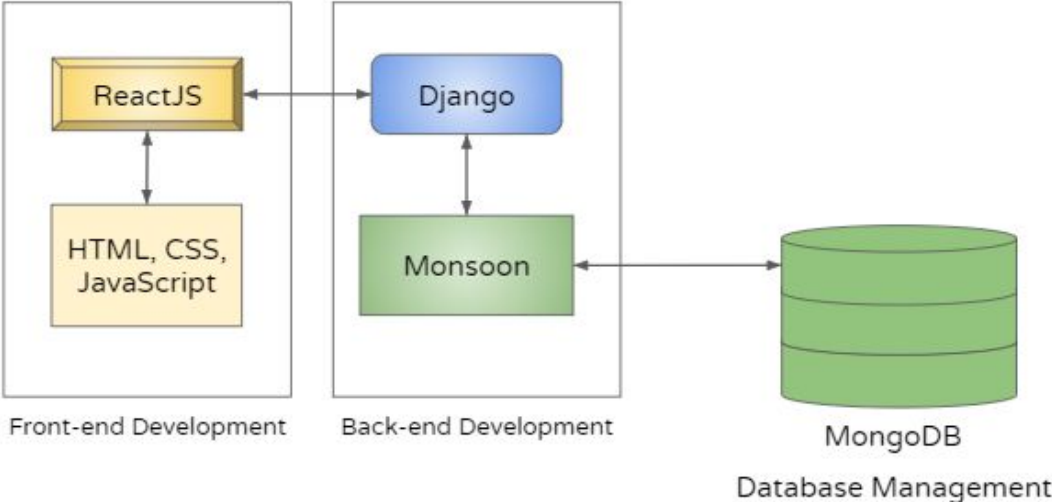 ReactJS
HTML, CSS,
JavaScript
Front-end Development
Django
Monsoon
Back-end Development
MongoDB
Database Management